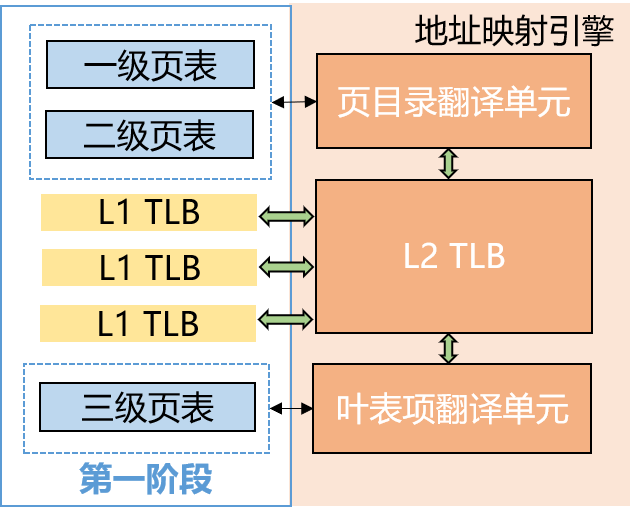 地址映射引擎
一级页表
二级页表
页目录翻译单元
L1 TLB
L1 TLB
L1 TLB
L2 TLB
三级页表
叶表项翻译单元
第一阶段